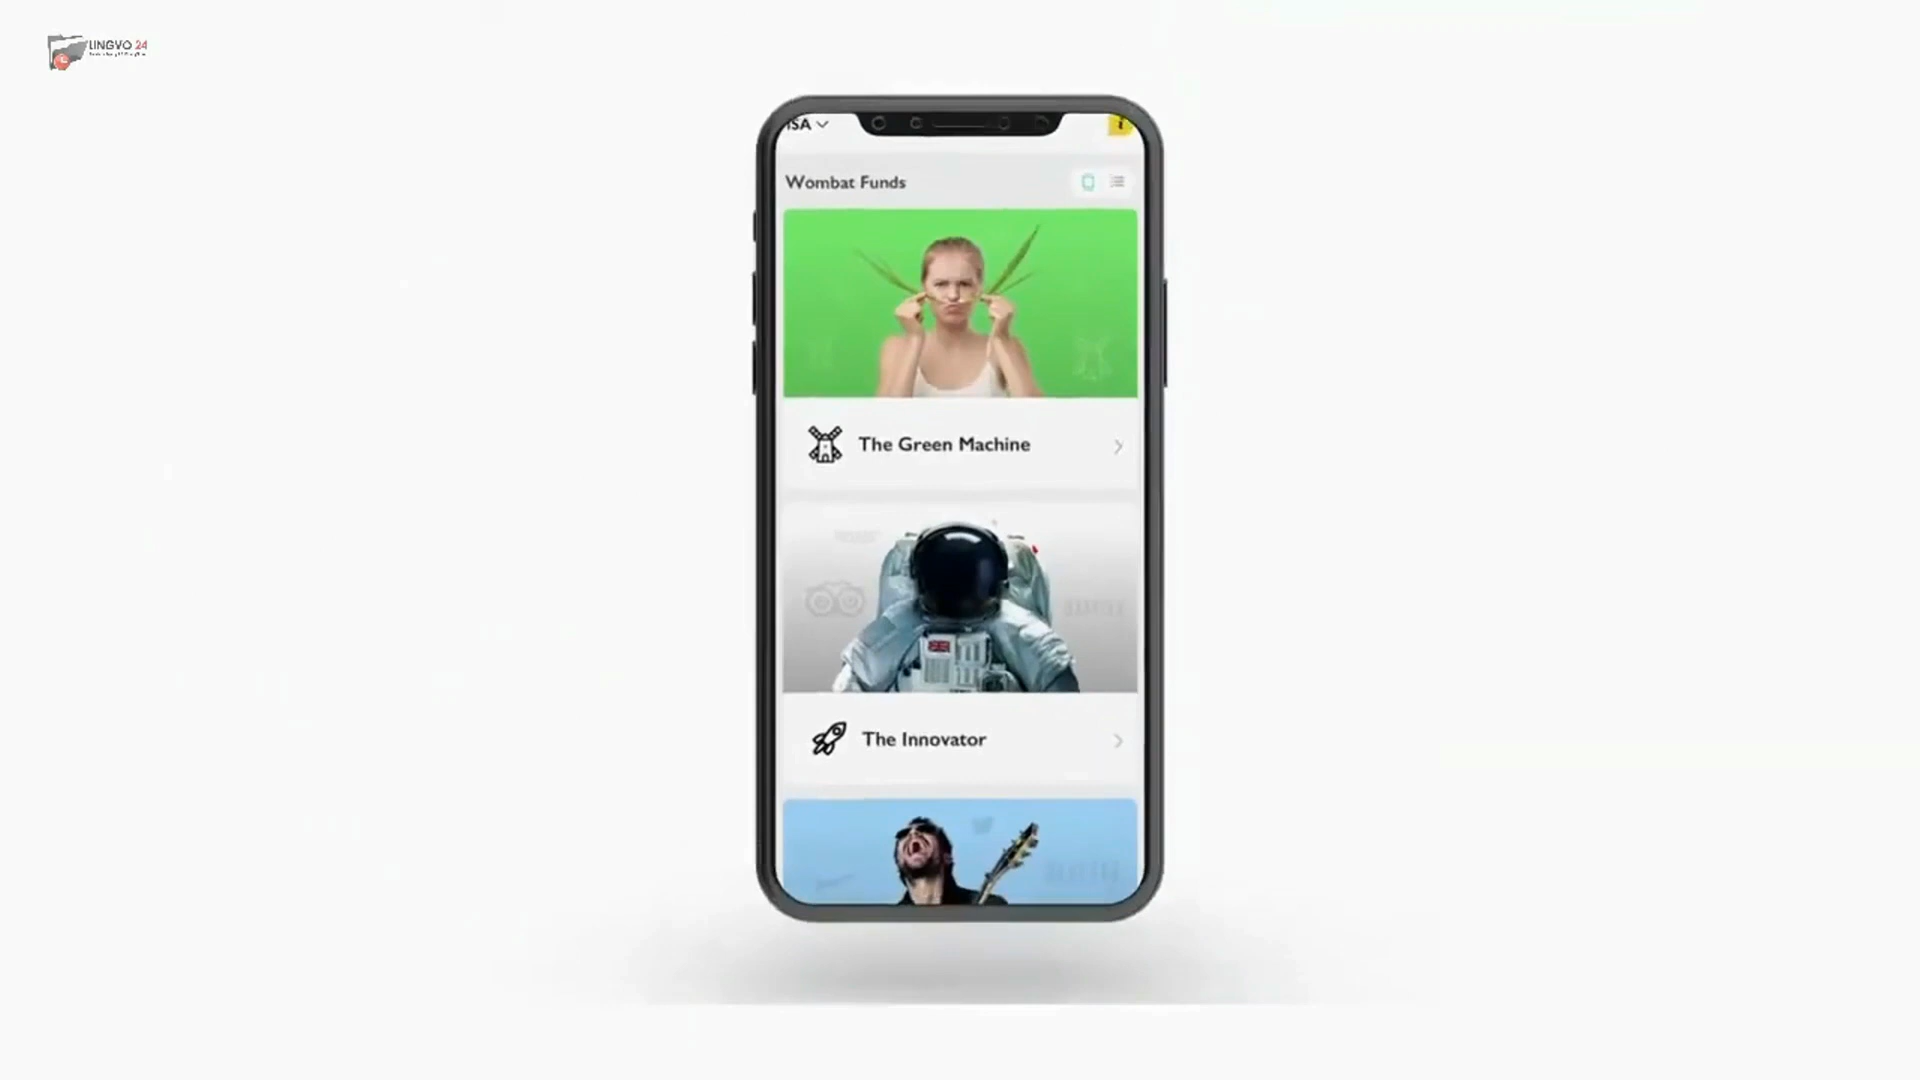 LINGVO 24
ISA
Wombat Funds
The Green Machine
The Innovator